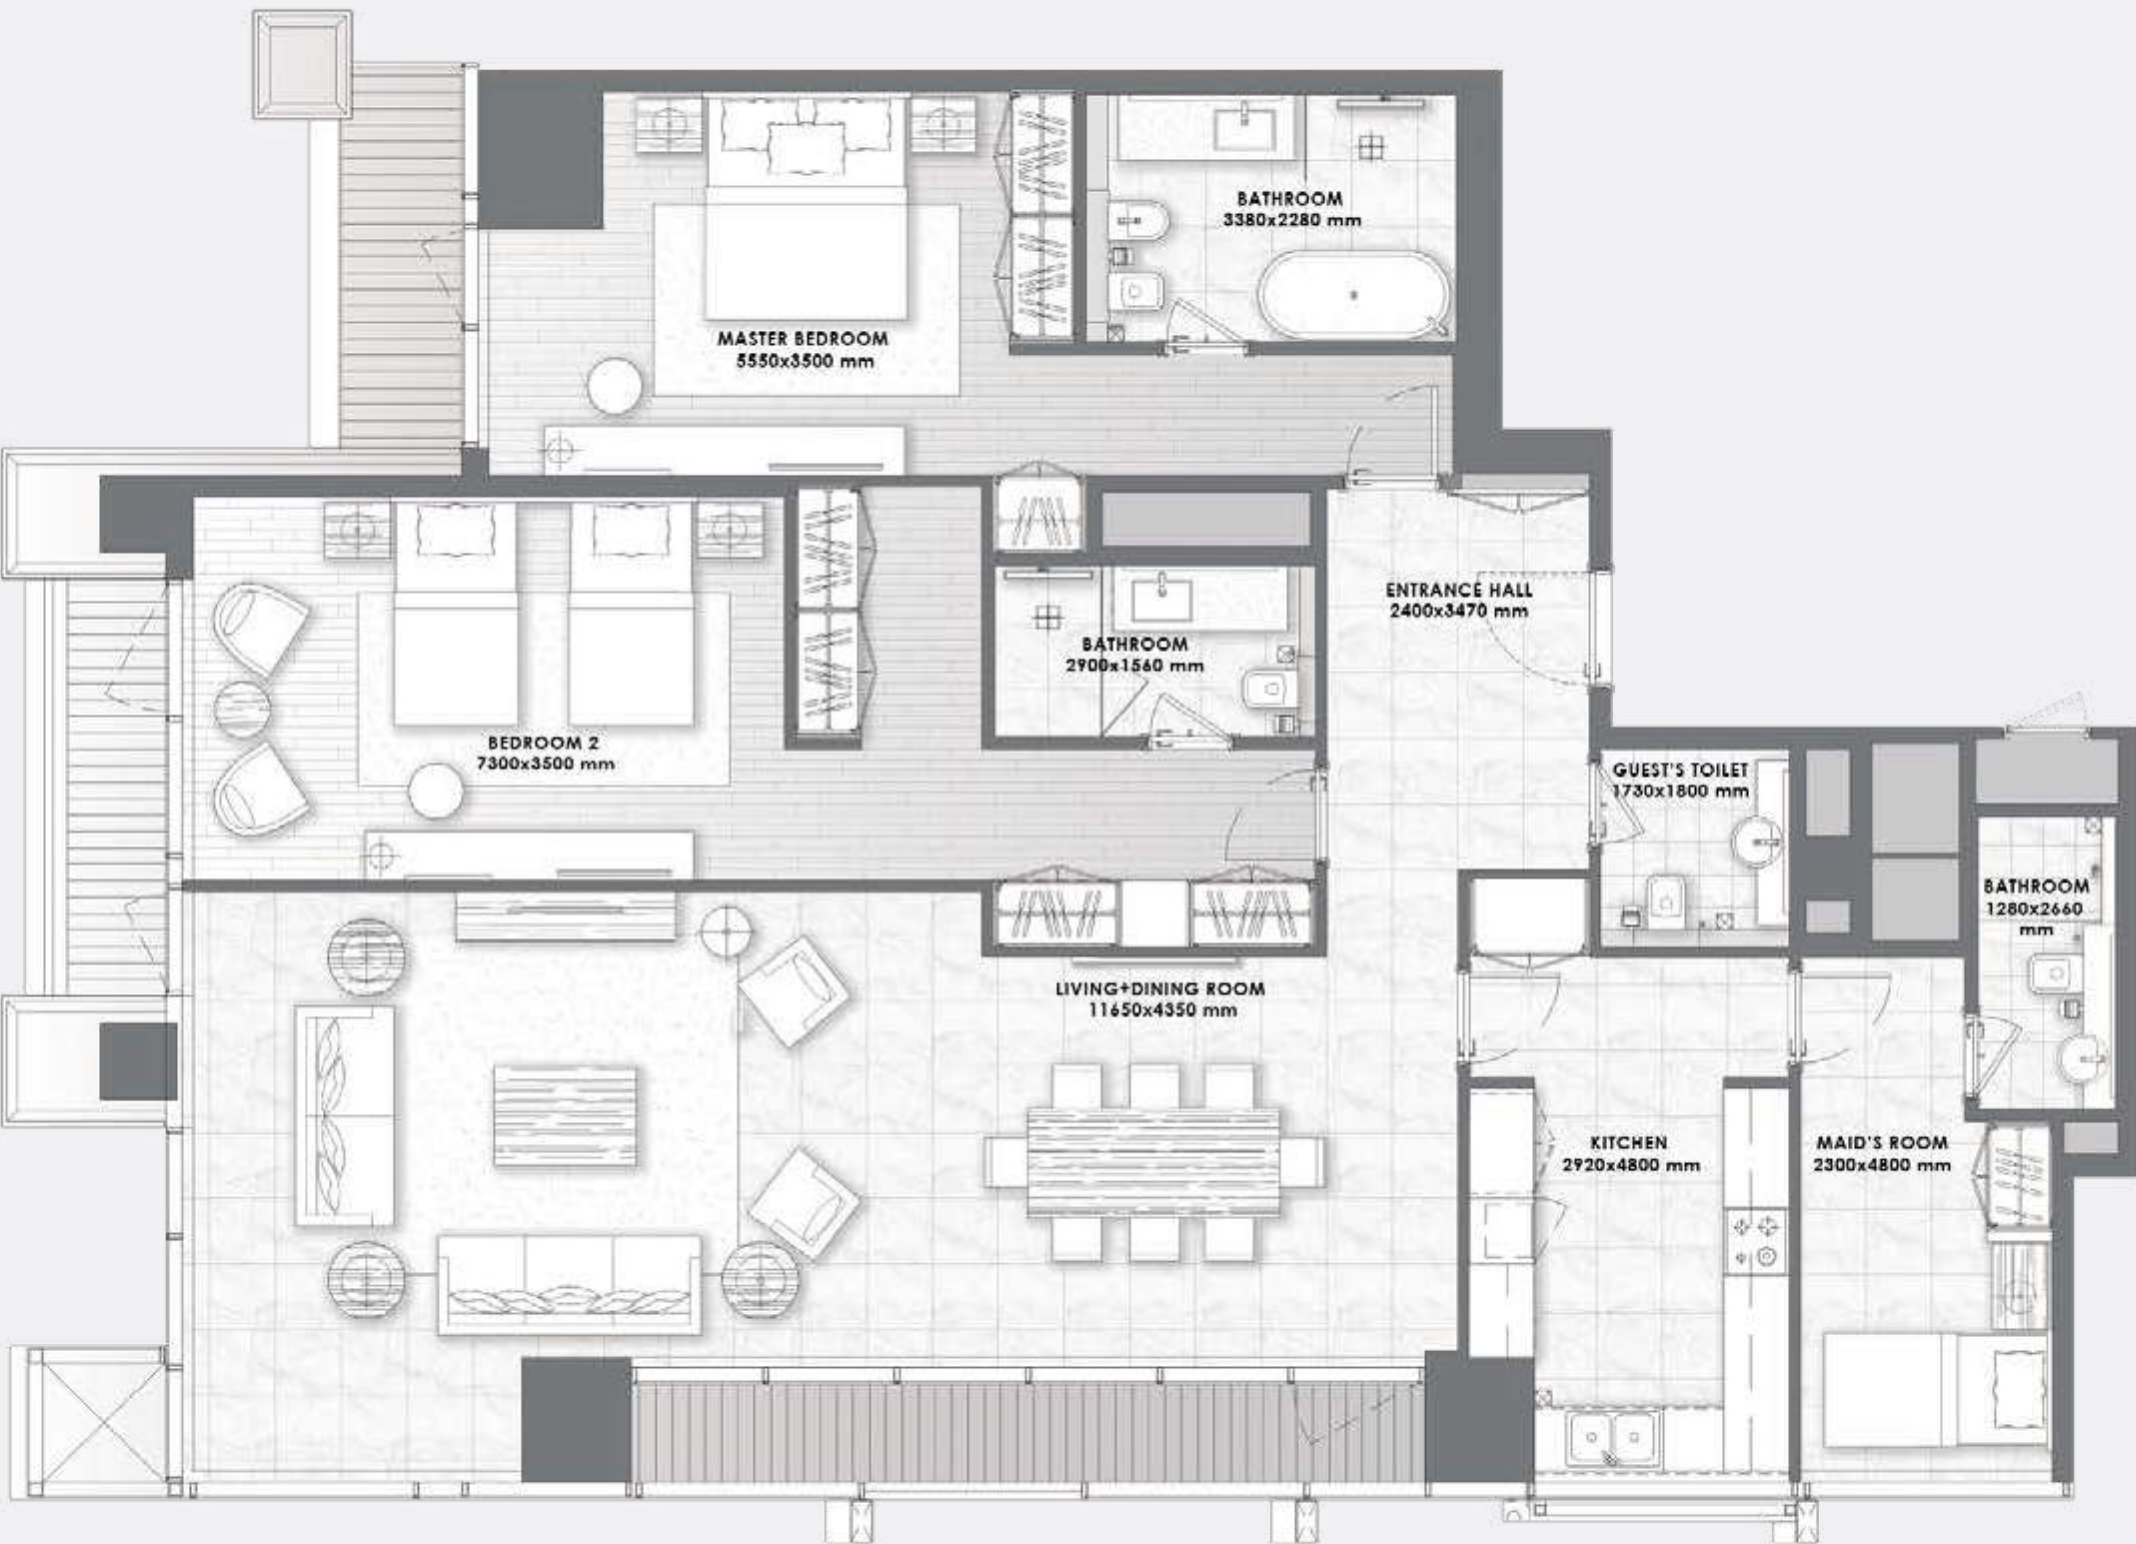 BATHROOM
3380x2280 mm
MASTER BEDROOM
5550x3500 mm
ENTRANCE HALL
2400x3470 mm
BATHROOM
2900x1560 mm
BEDROOM 2
7300x3500 mm
GUEST'S TOILET
1730x1800 mm
BATHROOM
1280x2660
mm
LIVING+DINING ROOM
11650x4350 mm
KITCHEN
2920x4800 mm
MAID'S ROOM
2300x4800 mm